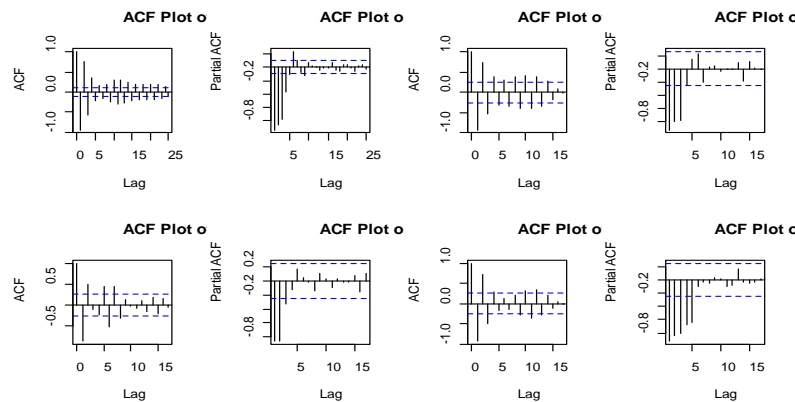 ACF Plot o
ACF
1.0
0.0
-1.0
0 5 15 25
Lag
ACF Plot o
Partial ACF
-0.2
-0.8
5 15 25
Lag
ACF Plot o
ACF
1.0
0.0
-1.0
0 5 10 15
Lag
ACF Plot o
Partial ACF
-0.2
-0.8
5 10 15
Lag
ACF Plot o
ACF
0.5
-0.5
0 5 10 15
Lag
ACF Plot o
Partial ACF
0.2
-0.2
-0.8
5 10 15
Lag
ACF Plot o
ACF
1.0
0.0
-1.0
0 5 10 15
Lag
ACF Plot o
Partial ACF
-0.2
-0.8
5 10 15
Lag